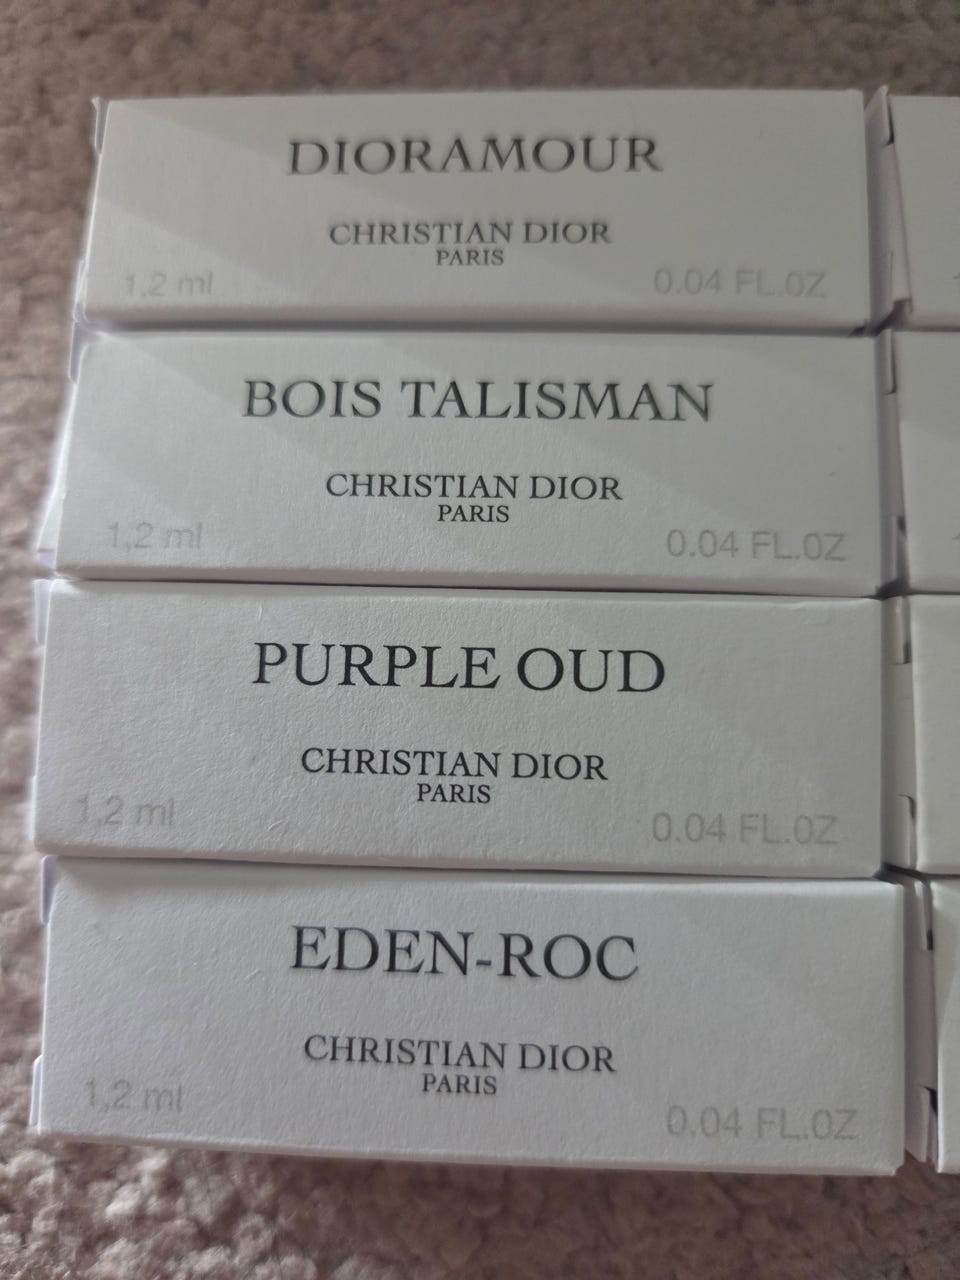 DIORAMOUR
CHRISTIAN DIOR
PARIS
1,2 ml 0.04 FL.OZ
BOIS TALISMAN
CHRISTIAN DIOR
PARIS
1,2 ml 0.04 FL.OZ
PURPLE OUD
CHRISTIAN DIOR
PARIS
1,2 ml 0.04 FL.OZ
EDEN-ROC
CHRISTIAN DIOR
PARIS
1,2 ml 0.04 FL.OZ